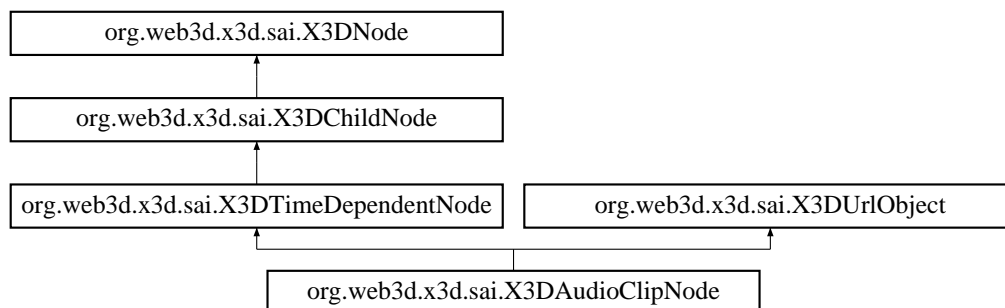 org.web3d.x3d.sai.X3DNode
org.web3d.x3d.sai.X3DChildNode
org.web3d.x3d.sai.X3DTimeDependentNode
org.web3d.x3d.sai.X3DUrlObject
org.web3d.x3d.sai.X3DAudioClipNode